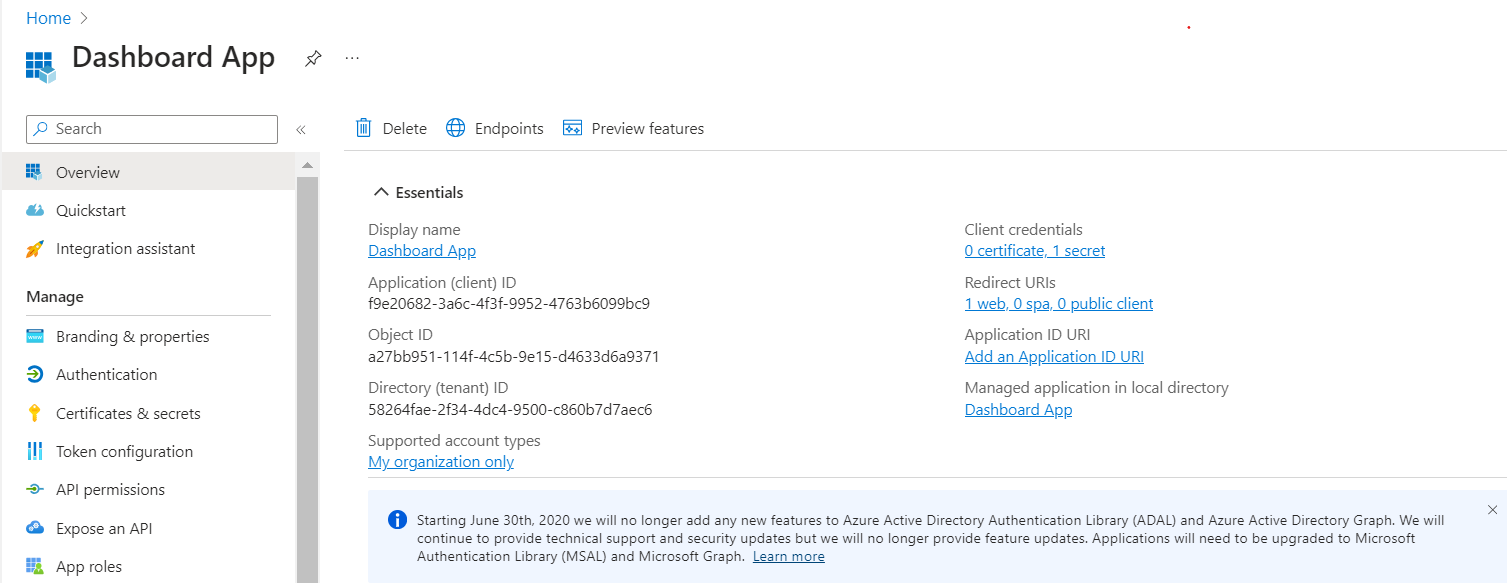 Home
Dashboard App
Search
Overview
Quickstart
Integration assistant
Manage
Branding & properties
Authentication
Certificates & secrets
Token configuration
API permissions
Expose an API
App roles
Delete Endpoints Preview features
Essentials
Display name
Dashboard App
Application (client) ID
f9e20682-3a6c-4f3f-9952-4763b6099bc9
Object ID
a27bb951-114f-4c5b-9e15-d4633d6a9371
Directory (tenant) ID
58264fae-2f34-4dc4-9500-c860b7d7aec6
Supported account types
My organization only
Client credentials
0 certificate, 1 secret
Redirect URIs
1 web, 0 spa, 0 public client
Application ID URI
Add an Application ID URI
Managed application in local directory
Dashboard App
Starting June 30th, 2020 we will no longer add any new features to Azure Active Directory Authentication Library (ADAL) and Azure Active Directory Graph. We will
continue to provide technical support and security updates but we will no longer provide feature updates. Applications will need to be upgraded to Microsoft
Authentication Library (MSAL) and Microsoft Graph. Learn more